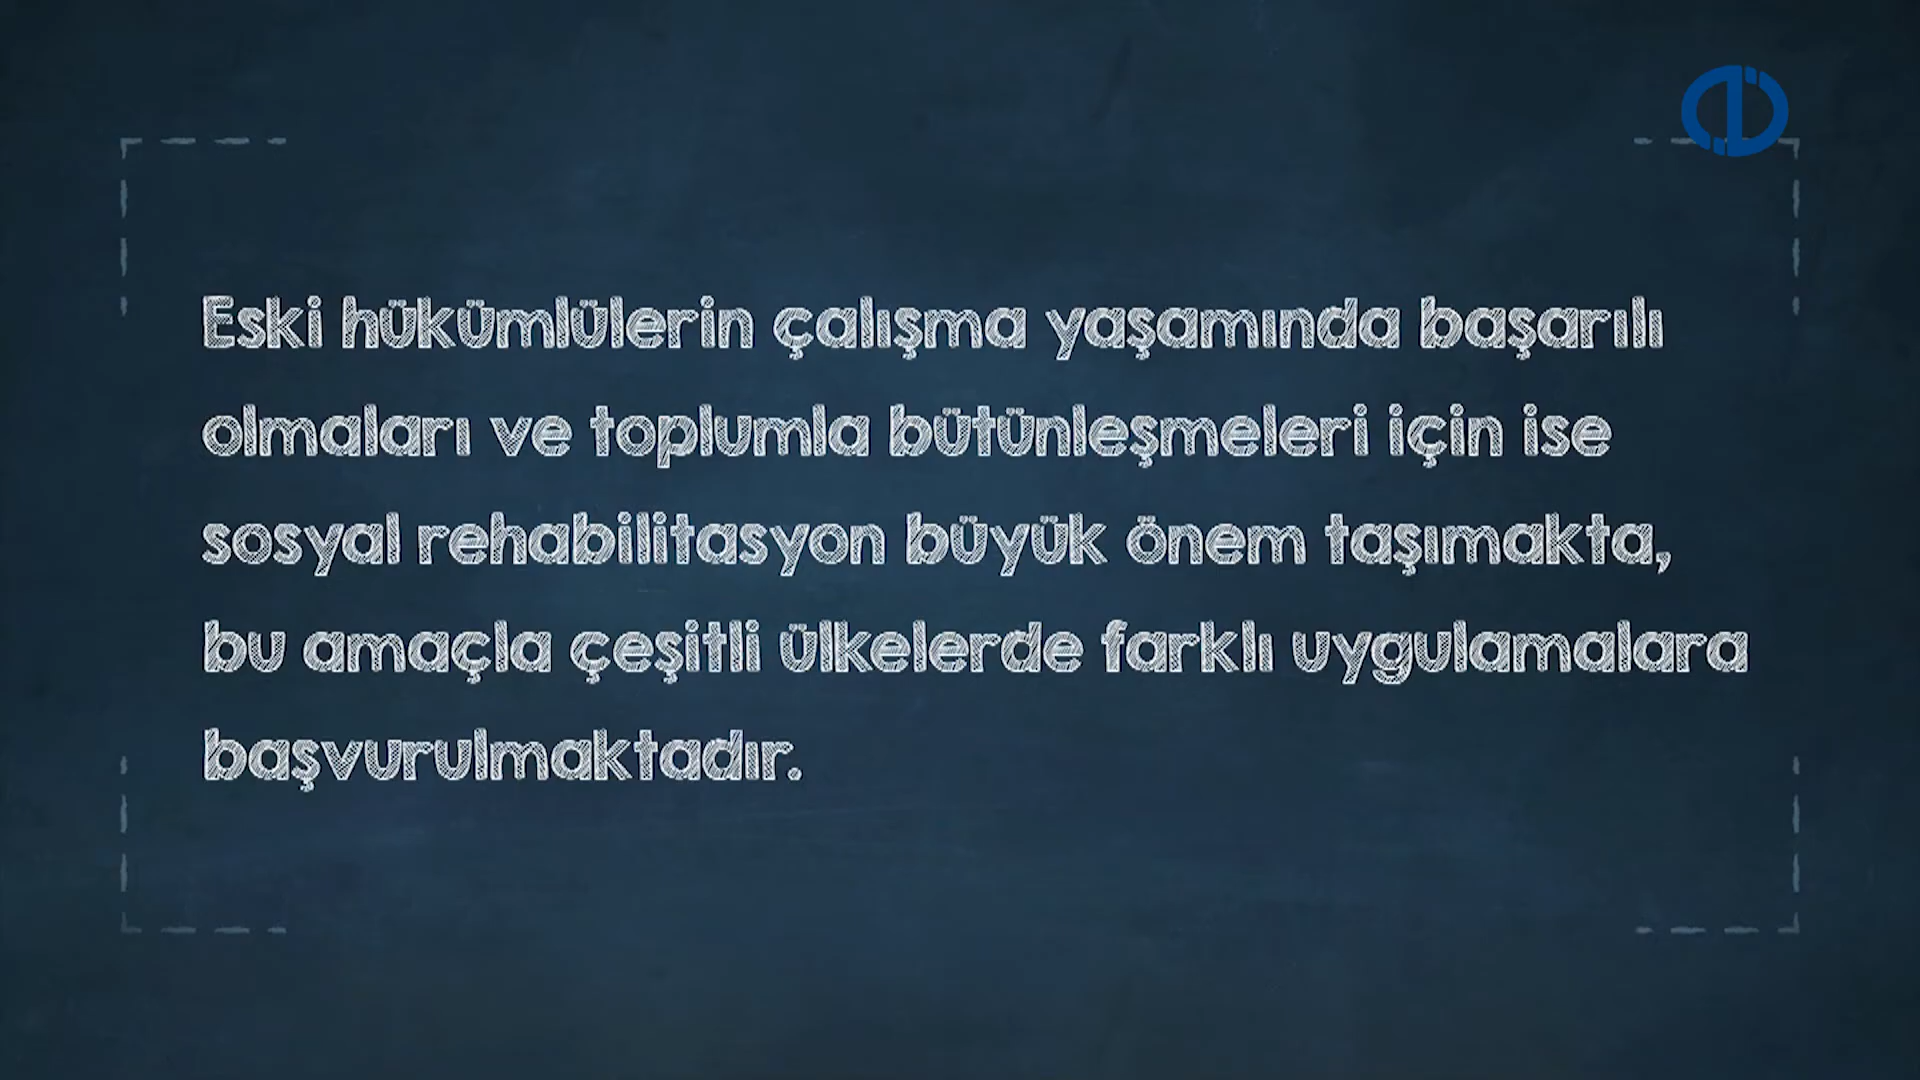 Eski hükümlülerin çalışma yaşamında başarılı
olmaları ve toplumla bütünleşmeleri için ise
sosyal rehabilitasyon büyük önem taşımakta,
bu amaçla çeşitli ülkelerde farklı uygulamalara
başvurulmaktadır.